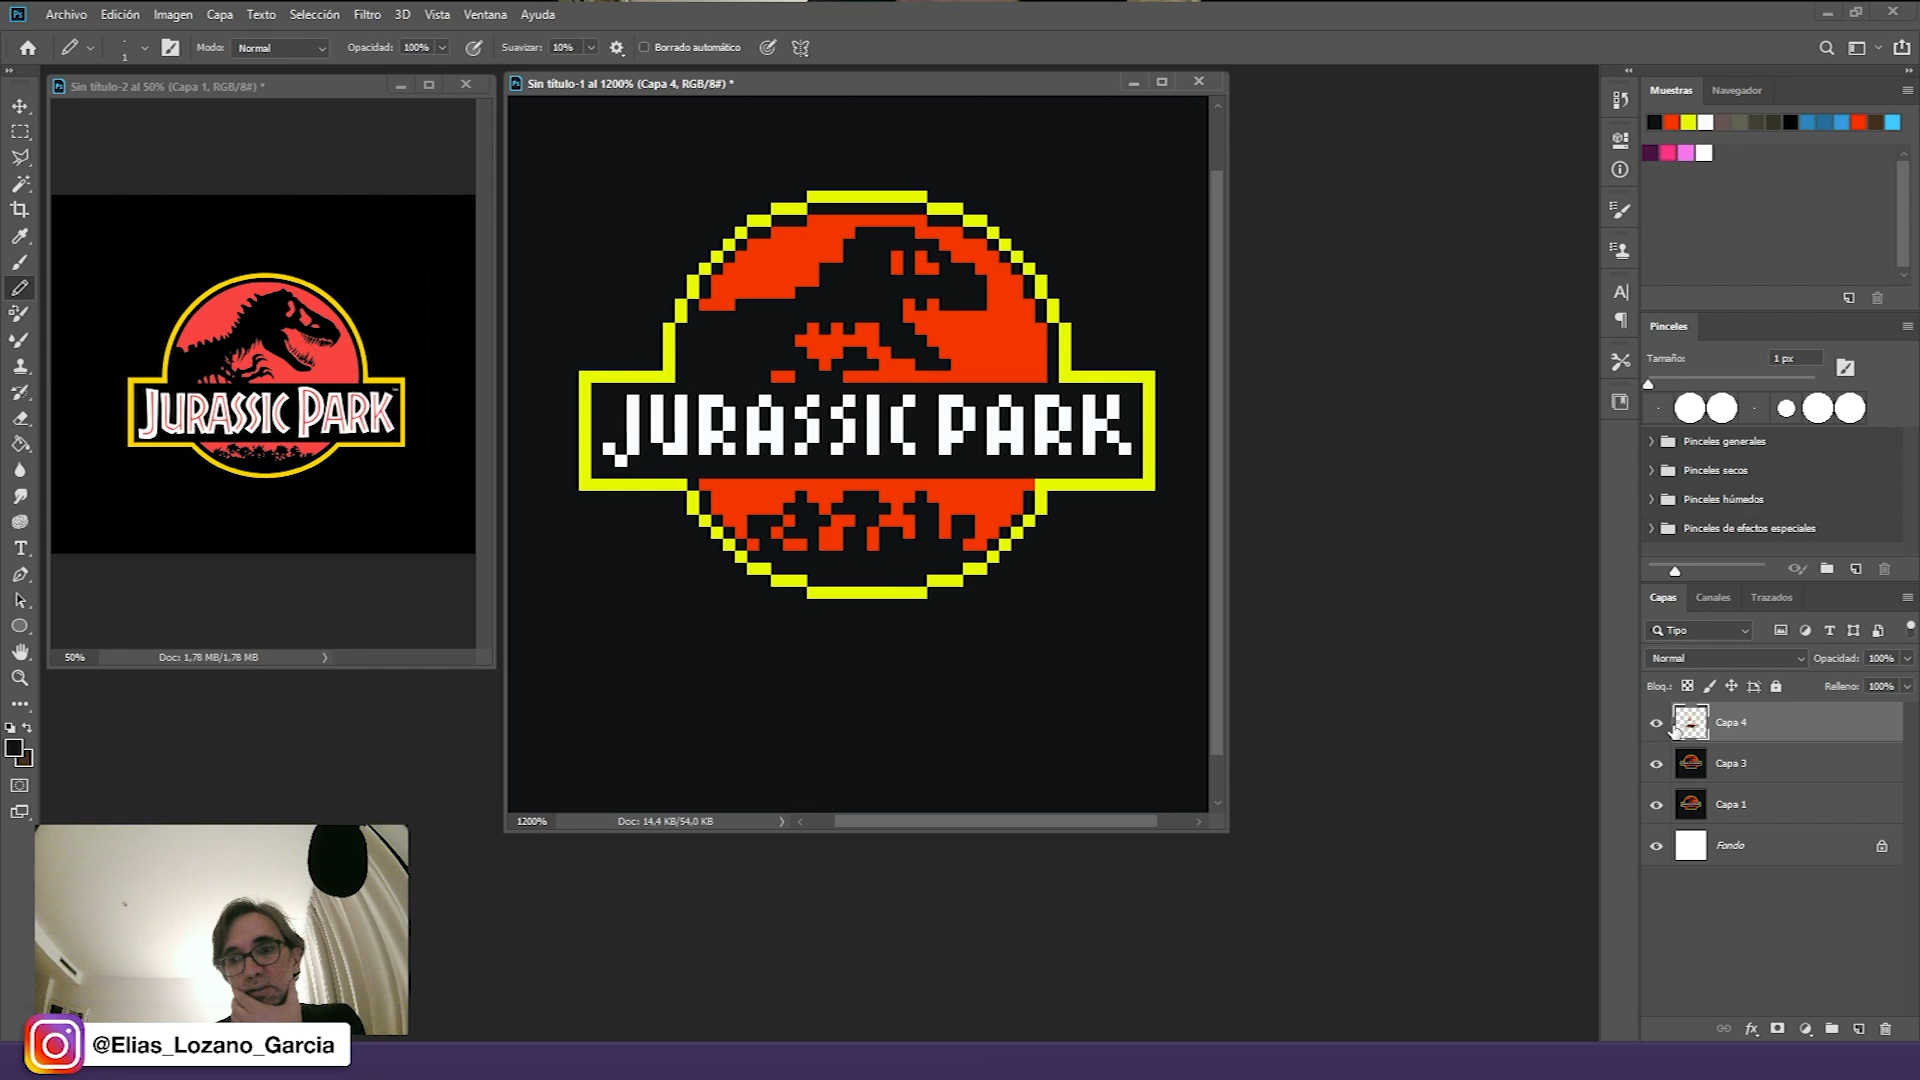 Ps Archivo Edición Imagen Capa Texto Selección Filtro 3D Vista Ventana Ayuda
1 Modo: Normal Opacidad: 100% Suavizar: 10% Borrado automático
Sin título-2 al 50% (Capa 1, RGB/8#) *
Sin título-1 al 1200% (Capa 4, RGB/8#) *
JURASSIC PARK
50% Doc: 1,78 MB/1,78 MB
JURASSIC PARK
1200% Doc: 14,4 KB/54,0 KB
Muestras Navegador
Pinceles
Tamaño: 1 px
Pinceles generales
Pinceles secos
Pinceles húmedos
Pinceles de efectos especiales
Capas Canales Trazados
Tipo
Normal Opacidad: 100%
Bloq.: Relleno: 100%
Capa 4
Capa 3
Capa 1
Fondo
@Elias_Lozano_Garcia